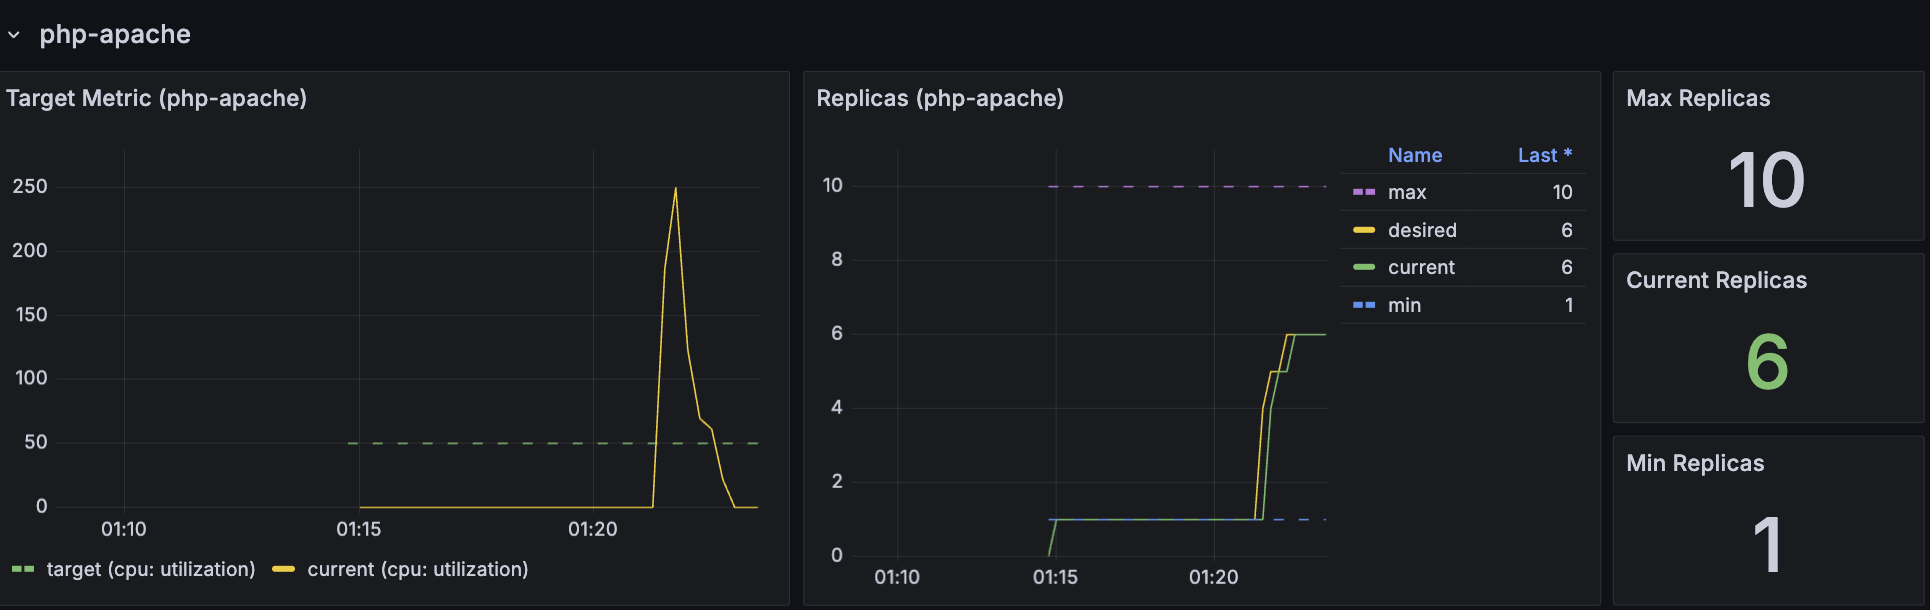 php-apache
Target Metric (php-apache)
250
200
150
100
50
0
01:10 01:15 01:20
target (cpu: utilization) current (cpu: utilization)
Replicas (php-apache)
10
8
6
4
2
0
01:10 01:15 01:20
Name Last *
max 10
desired 6
current 6
min 1
Max Replicas
10
Current Replicas
6
Min Replicas
1